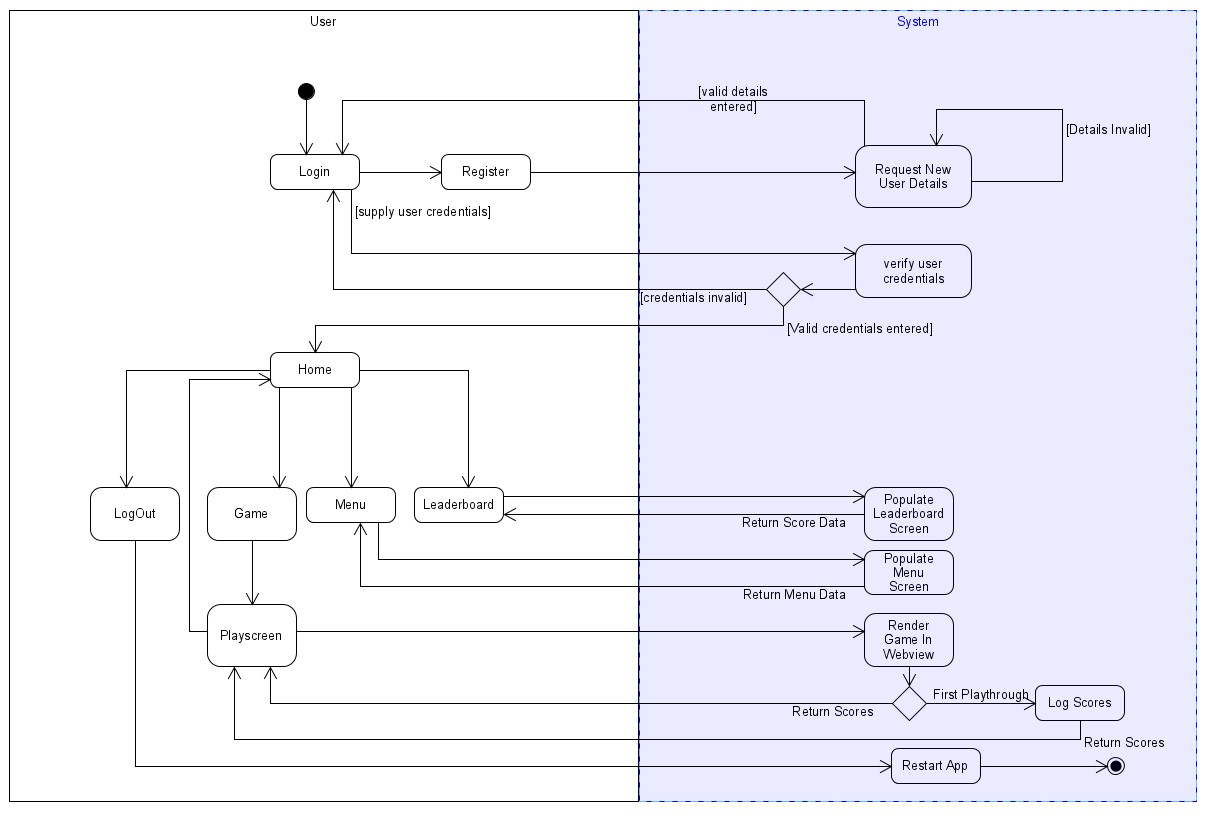 User
System
[valid details
entered]
[Details Invalid]
Login
Register
Request New
User Details
[supply user credentials]
verify user
credentials
[credentials invalid]
[Valid credentials entered]
Home
LogOut
Game
Menu
Leaderboard
Populate
Leaderboard
Screen
Return Score Data
Populate
Menu
Screen
Return Menu Data
Playscreen
Render
Game In
Webview
First Playthrough
Log Scores
Return Scores
Return Scores
Restart App